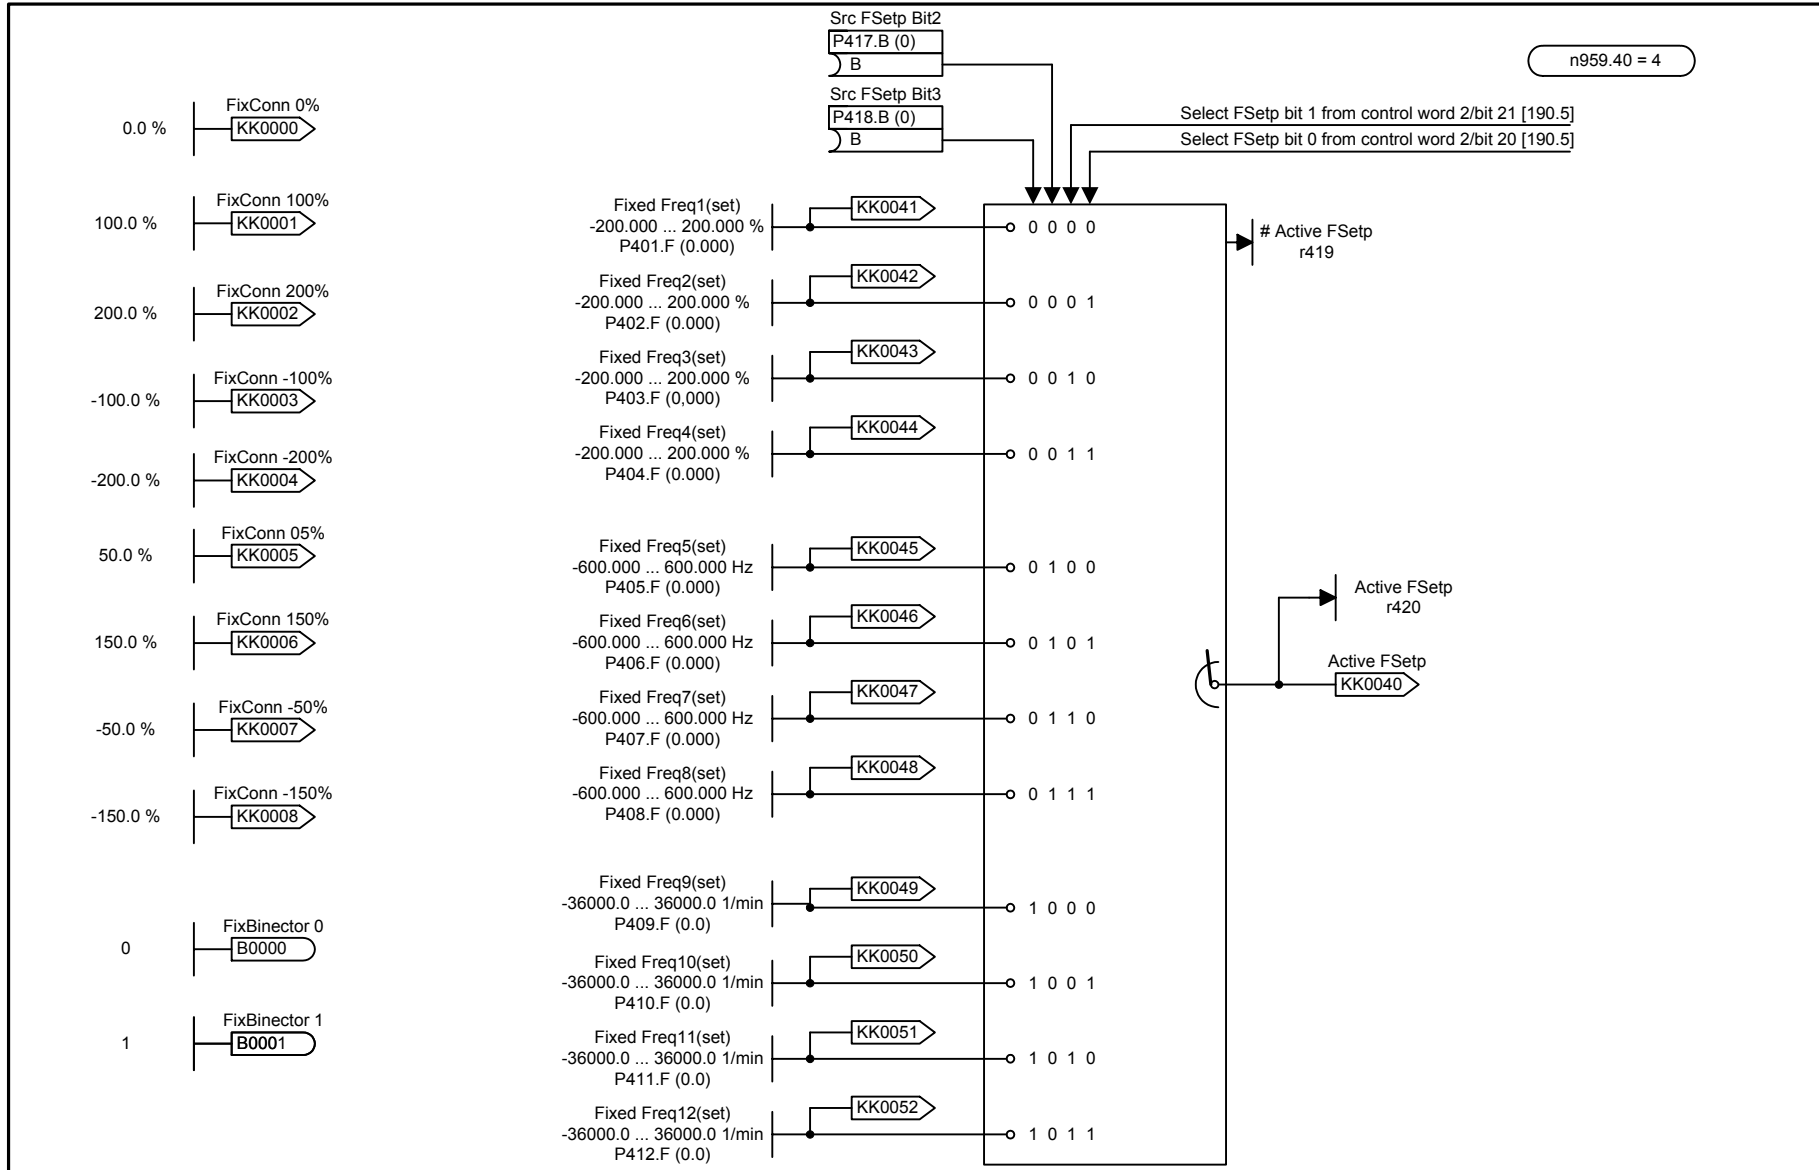 Src FSetp Bit2
P417.B (0)
B
n959.40 = 4
Src FSetp Bit3
P418.B (0)
B
Select FSetp bit 1 from control word 2/bit 21 [190.5]
Select FSetp bit 0 from control word 2/bit 20 [190.5]
FixConn 0%
0.0 % KK0000
FixConn 100%
100.0 % KK0001
FixConn 200%
200.0 % KK0002
FixConn -100%
-100.0 % KK0003
FixConn -200%
-200.0 % KK0004
FixConn 05%
50.0 % KK0005
FixConn 150%
150.0 % KK0006
FixConn -50%
-50.0 % KK0007
FixConn -150%
-150.0 % KK0008
FixBinector 0
0 B0000
FixBinector 1
1 B0001
Fixed Freq1(set) KK0041
-200.000 ... 200.000 % 0 0 0 0
P401.F (0.000)
Fixed Freq2(set) KK0042
-200.000 ... 200.000 % 0 0 0 1
P402.F (0.000)
Fixed Freq3(set) KK0043
-200.000 ... 200.000 % 0 0 1 0
P403.F (0,000)
Fixed Freq4(set) KK0044
-200.000 ... 200.000 % 0 0 1 1
P404.F (0.000)
Fixed Freq5(set) KK0045
-600.000 ... 600.000 Hz 0 1 0 0
P405.F (0.000)
Fixed Freq6(set) KK0046
-600.000 ... 600.000 Hz 0 1 0 1
P406.F (0.000)
Fixed Freq7(set) KK0047
-600.000 ... 600.000 Hz 0 1 1 0
P407.F (0.000)
Fixed Freq8(set) KK0048
-600.000 ... 600.000 Hz 0 1 1 1
P408.F (0.000)
Fixed Freq9(set) KK0049
-36000.0 ... 36000.0 1/min 1 0 0 0
P409.F (0.0)
Fixed Freq10(set) KK0050
-36000.0 ... 36000.0 1/min 1 0 0 1
P410.F (0.0)
Fixed Freq11(set) KK0051
-36000.0 ... 36000.0 1/min 1 0 1 0
P411.F (0.0)
Fixed Freq12(set) KK0052
-36000.0 ... 36000.0 1/min 1 0 1 1
P412.F (0.0)
# Active FSetp
r419
Active FSetp
r420
Active FSetp
KK0040